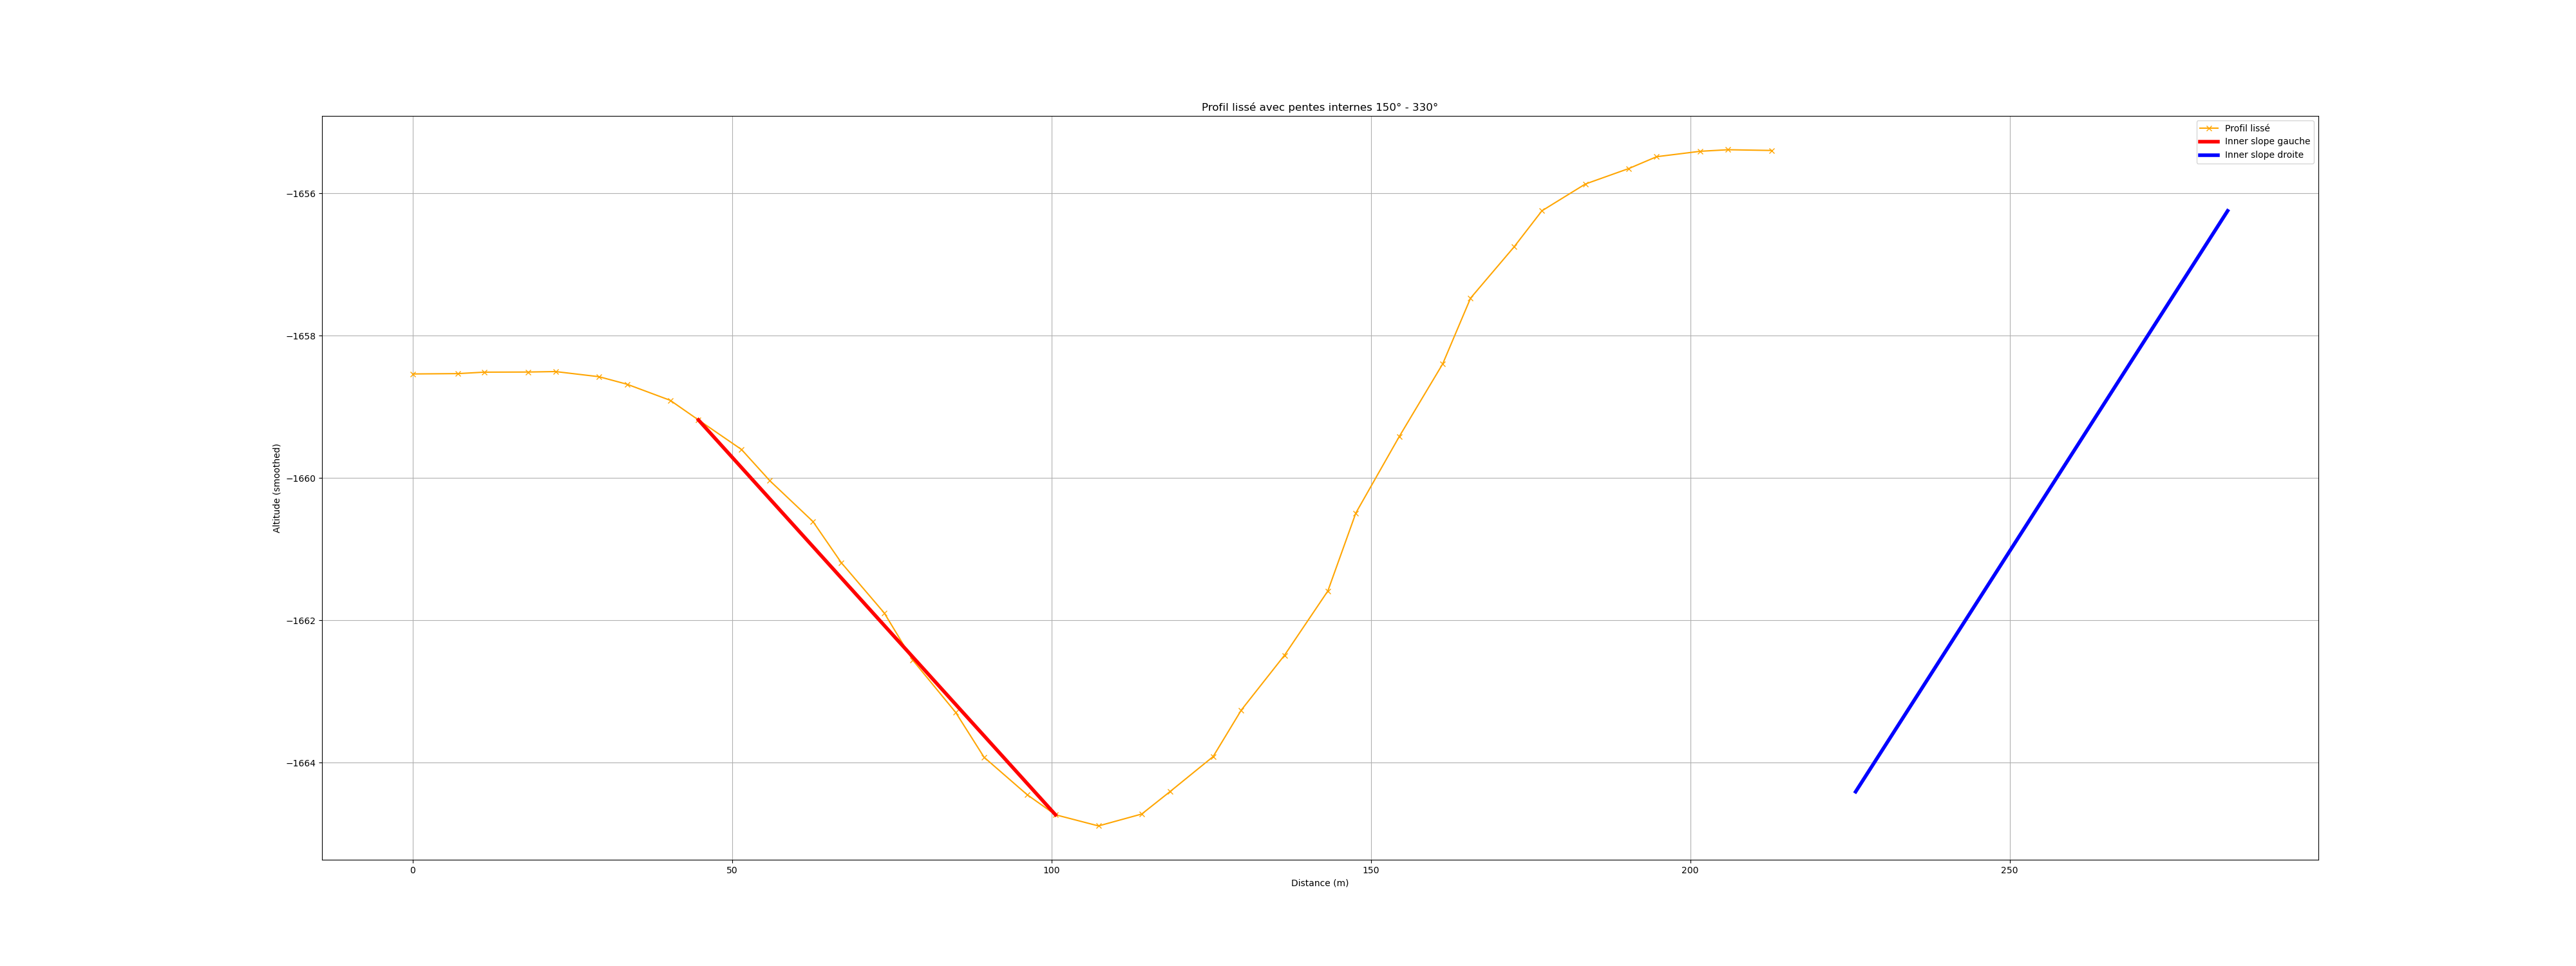 Profil lissé avec pentes internes 150° - 330°
Profil lissé
Inner slope gauche
Inner slope droite
−1656
−1658
−1660
−1662
−1664
Altitude (smoothed)
0
50
100
150
200
250
Distance (m)